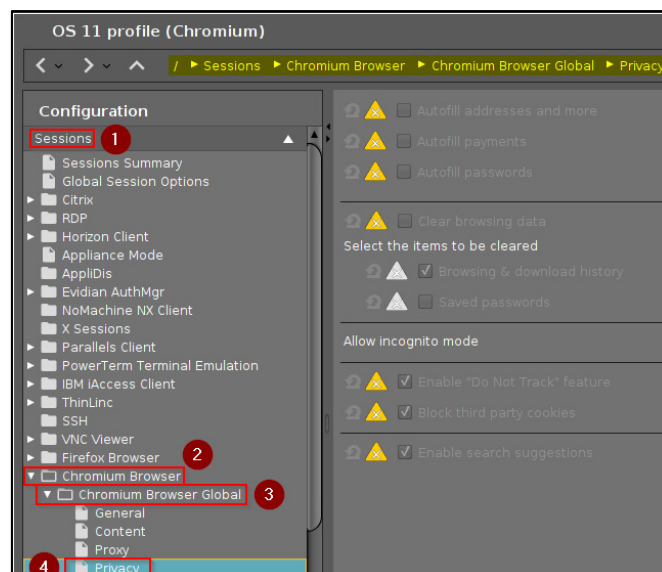 OS 11 profile (Chromium)
/ ▸ Sessions ▸ Chromium Browser ▸ Chromium Browser Global ▸ Privacy
Configuration
Sessions 1
Sessions Summary
Global Session Options
Citrix
RDP
Horizon Client
Appliance Mode
AppliDis
Evidian AuthMgr
NoMachine NX Client
X Sessions
Parallels Client
PowerTerm Terminal Emulation
IBM iAccess Client
ThinLinc
SSH
VNC Viewer
Firefox Browser 2
Chromium Browser
Chromium Browser Global 3
General
Content
Proxy
4 Privacy
Autofill addresses and more
Autofill payments
Autofill passwords
Clear browsing data
Select the items to be cleared
Browsing & download history
Saved passwords
Allow incognito mode
Enable "Do Not Track" feature
Block third party cookies
Enable search suggestions